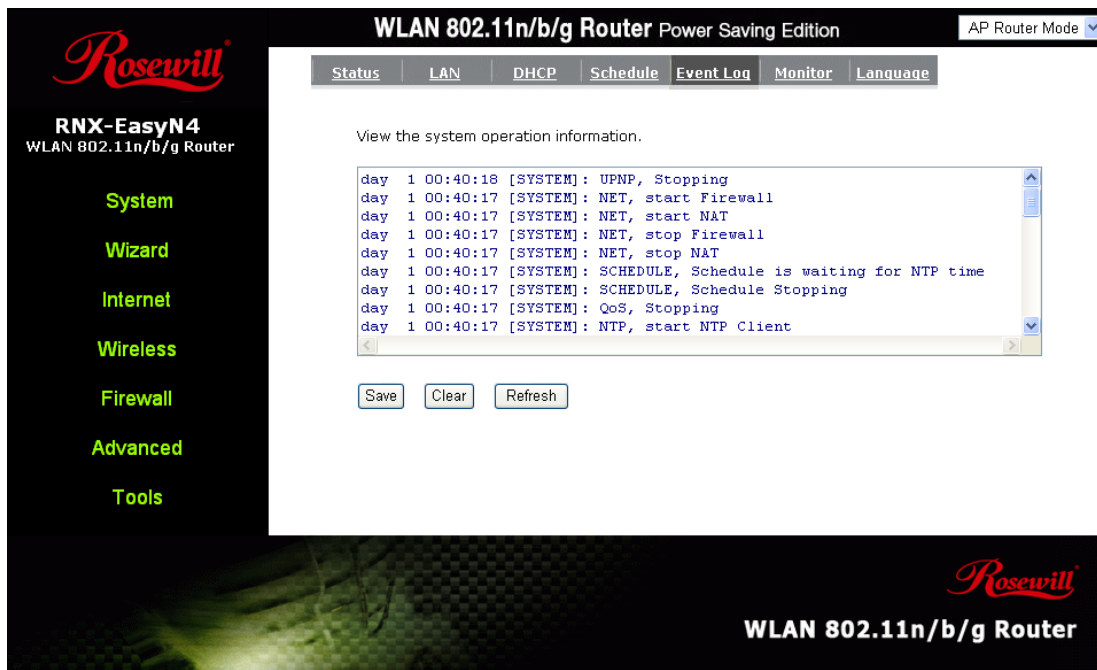 WLAN 802.11n/b/g Router Power Saving Edition
AP Router Mode
Rosewill®
Status LAN DHCP Schedule Event Log Monitor Language
RNX-EasyN4
WLAN 802.11n/b/g Router
View the system operation information.
System
Wizard
Internet
Wireless
Firewall
Advanced
Tools
day 1 00:40:18 [SYSTEM]: UPNP, Stopping
day 1 00:40:17 [SYSTEM]: NET, start Firewall
day 1 00:40:17 [SYSTEM]: NET, start NAT
day 1 00:40:17 [SYSTEM]: NET, stop Firewall
day 1 00:40:17 [SYSTEM]: NET, stop NAT
day 1 00:40:17 [SYSTEM]: SCHEDULE, Schedule is waiting for NTP time
day 1 00:40:17 [SYSTEM]: SCHEDULE, Schedule Stopping
day 1 00:40:17 [SYSTEM]: QoS, Stopping
day 1 00:40:17 [SYSTEM]: NTP, start NTP Client
Save Clear Refresh
Rosewill
WLAN 802.11n/b/g Router